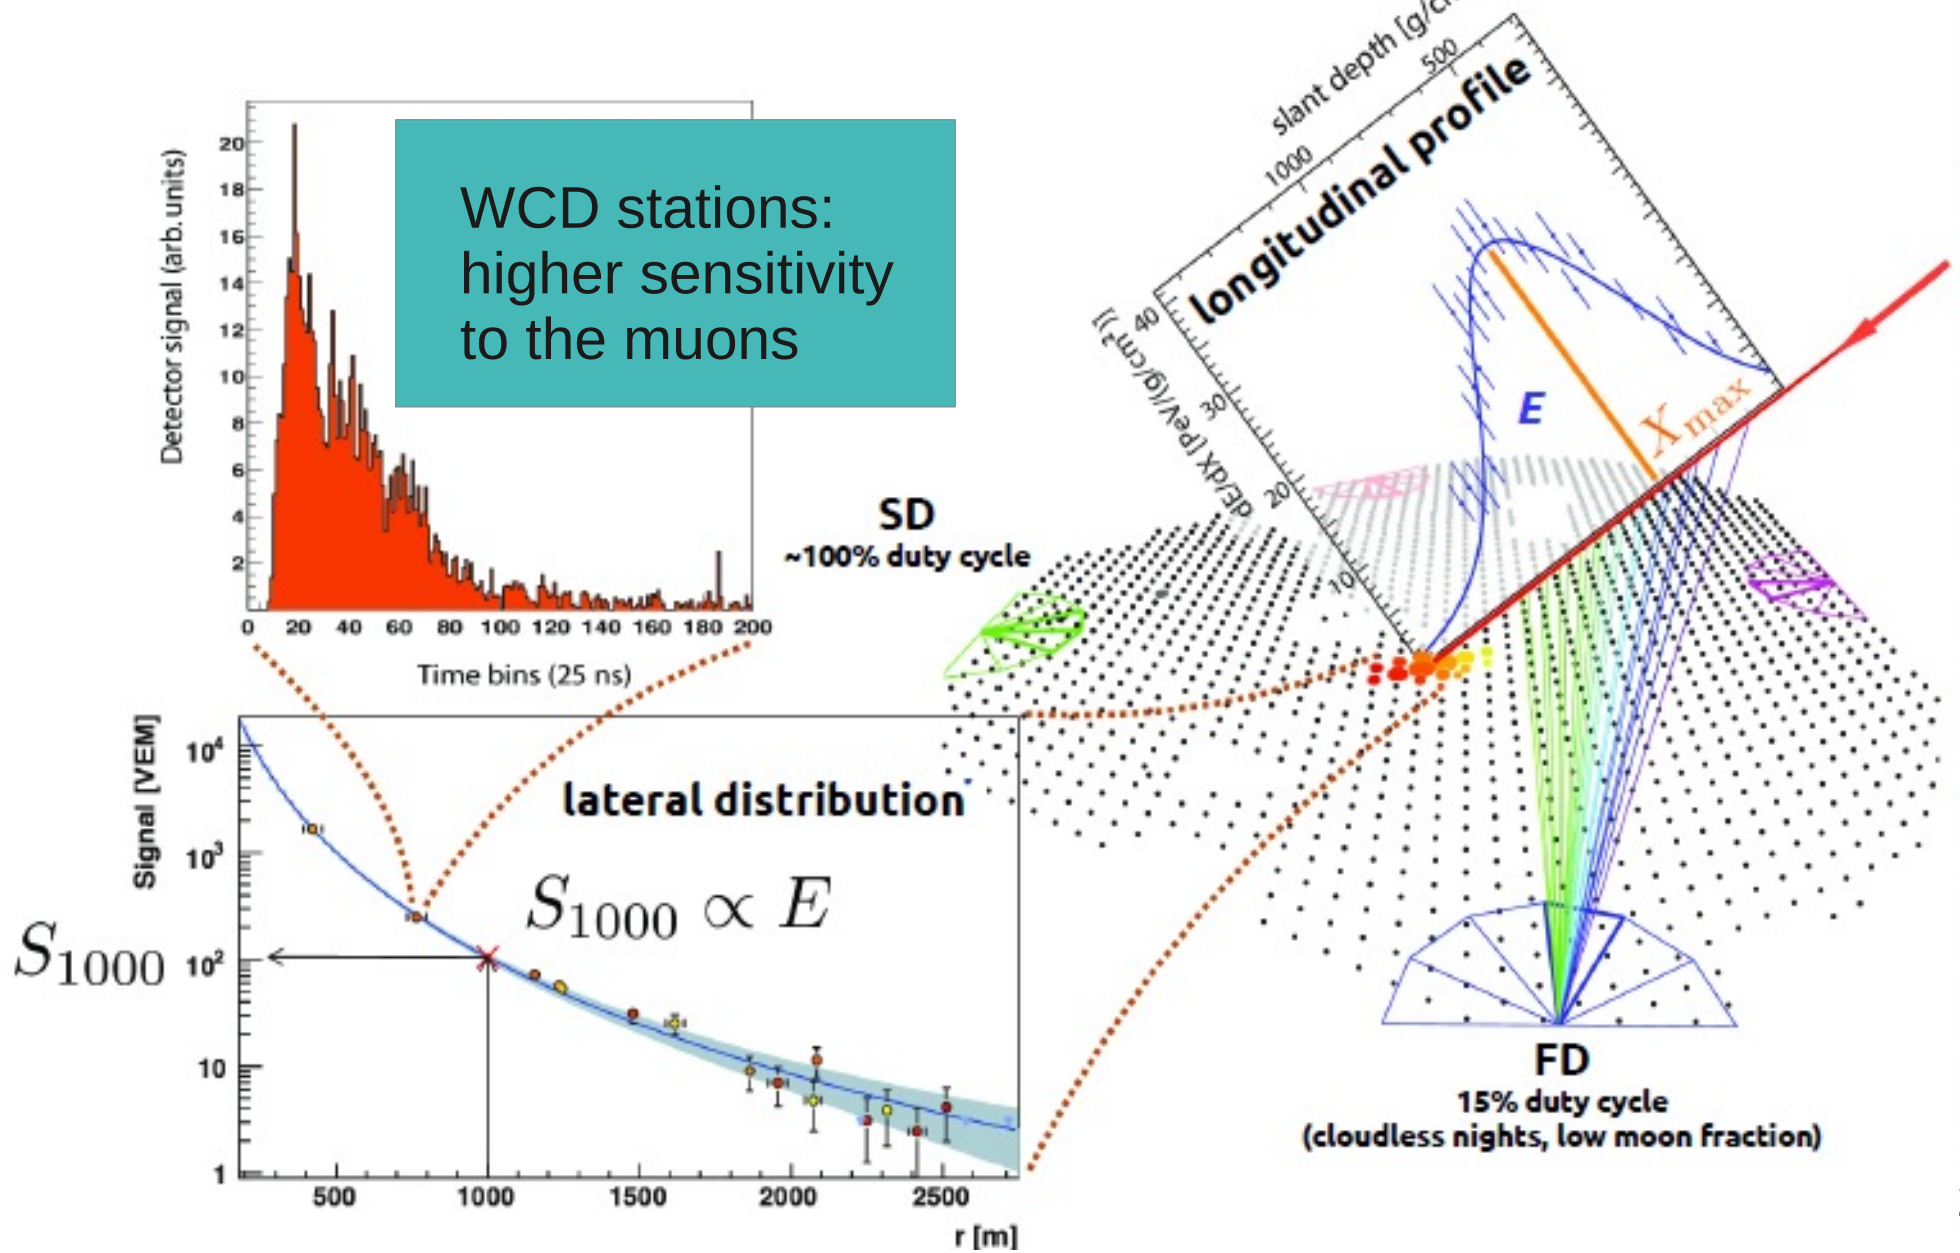 20
18
16
14
12
10
8
6
4
2
Detector signal (arb. units)
0 20 40 60 80 100 120 140 160 180 200
Time bins (25 ns)
WCD stations:
higher sensitivity
to the muons
SD
~100% duty cycle
slant depth [g/c
500
1000
longitudinal profile
40
30
20
10
dE/dX [PeV/(g/cm²)]
E
Xmax
Signal [VEM]
10⁴
10³
10²
10
1
lateral distribution
S1000 ∝ E
S1000
500 1000 1500 2000 2500
r [m]
FD
15% duty cycle
(cloudless nights, low moon fraction)